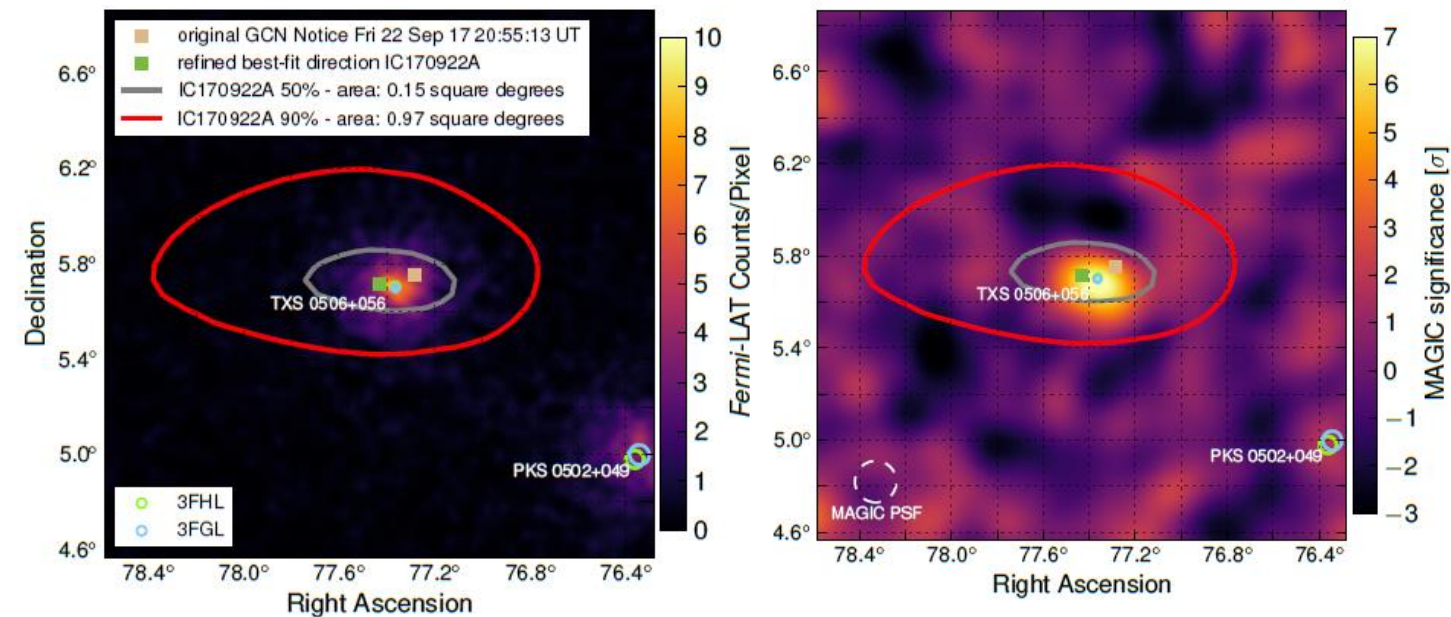 original GCN Notice Fri 22 Sep 17 20:55:13 UT
refined best-fit direction IC170922A
IC170922A 50% - area: 0.15 square degrees
IC170922A 90% - area: 0.97 square degrees
6.6°
6.2°
5.8°
5.4°
5.0°
4.6°
Declination
TXS 0506+056
PKS 0502+049
3FHL
3FGL
78.4° 78.0° 77.6° 77.2° 76.8° 76.4°
Right Ascension
10
9
8
7
6
5
4
3
2
1
0
Fermi-LAT Counts/Pixel
6.6°
6.2°
5.8°
5.4°
5.0°
4.6°
TXS 0506+056
PKS 0502+049
MAGIC PSF
78.4° 78.0° 77.6° 77.2° 76.8° 76.4°
Right Ascension
7
6
5
4
3
2
1
0
−1
−2
−3
MAGIC significance [σ]